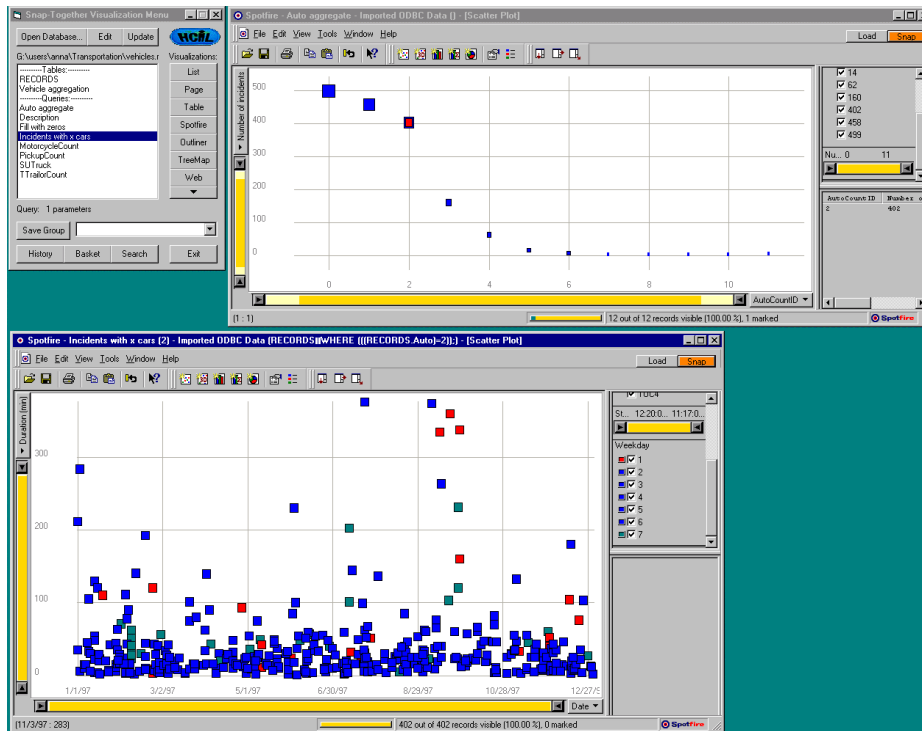 Snap-Together Visualization Menu
Open Database... Edit Update HCIL
G:\users\anna\Transportation\vehicles.r Visualizations:
----------Tables:----------
RECORDS
Vehicle aggregation
----------Queries:----------
Auto aggregate
Description
Fill with zeros
Incidents with x cars
MotorcycleCount
PickupCount
SUTruck
TTrailorCount
List
Page
Table
Spotfire
Outliner
TreeMap
Web
Query: 1 parameters
Save Group
History Basket Search Exit
Spotfire - Auto aggregate - Imported ODBC Data () - [Scatter Plot]
File Edit View Tools Window Help
Load Snap
Number of incidents
500
400
300
200
100
0
0 2 4 6 8 10
AutoCountID
14
62
160
402
458
499
Nu... 0 11
AutoCount ID Number o
2 402
(1 : 1) 12 out of 12 records visible (100.00 %), 1 marked Spotfire
Spotfire - Incidents with x cars (2) - Imported ODBC Data (RECORDS||WHERE (((RECORDS.Auto)=2));) - [Scatter Plot]
File Edit View Tools Window Help
Load Snap
Duration (min)
300
200
100
0
1/1/97 3/2/97 5/1/97 6/30/97 8/29/97 10/28/97 12/27/9
Date
St... 12:20:0... 11:17:0...
Weekday
1
2
3
4
5
6
7
(11/3/97 : 283) 402 out of 402 records visible (100.00 %), 0 marked Spotfire